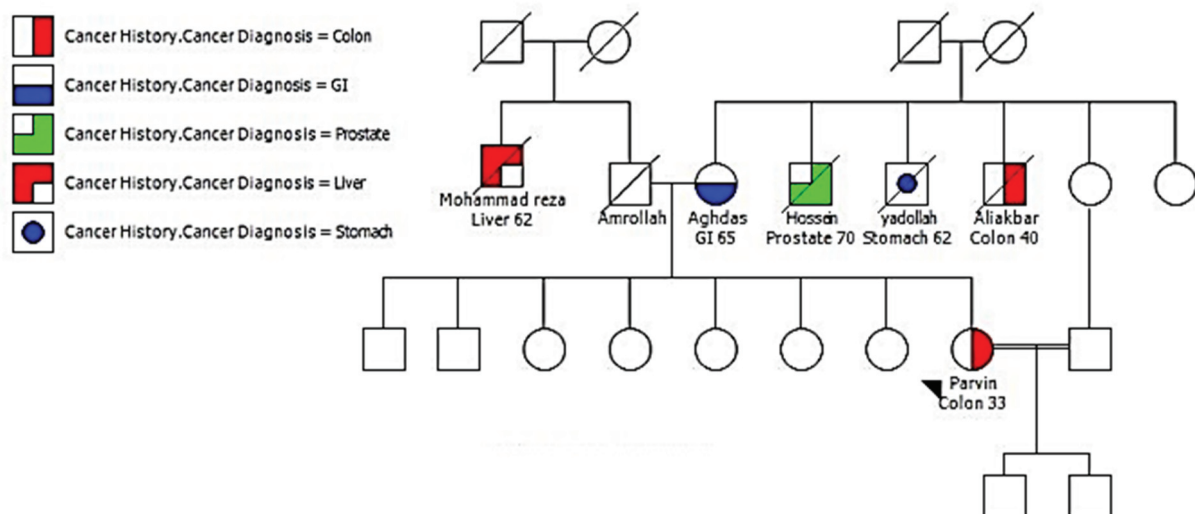 Cancer History.Cancer Diagnosis = Colon
Cancer History.Cancer Diagnosis = GI
Cancer History.Cancer Diagnosis = Prostate
Cancer History.Cancer Diagnosis = Liver
Cancer History.Cancer Diagnosis = Stomach
Mohammad reza
Liver 62
Amrollah
Aghdas
GI 65
Hossein
Prostate 70
yadollah
Stomach 62
Aliakbar
Colon 40
Parvin
Colon 33